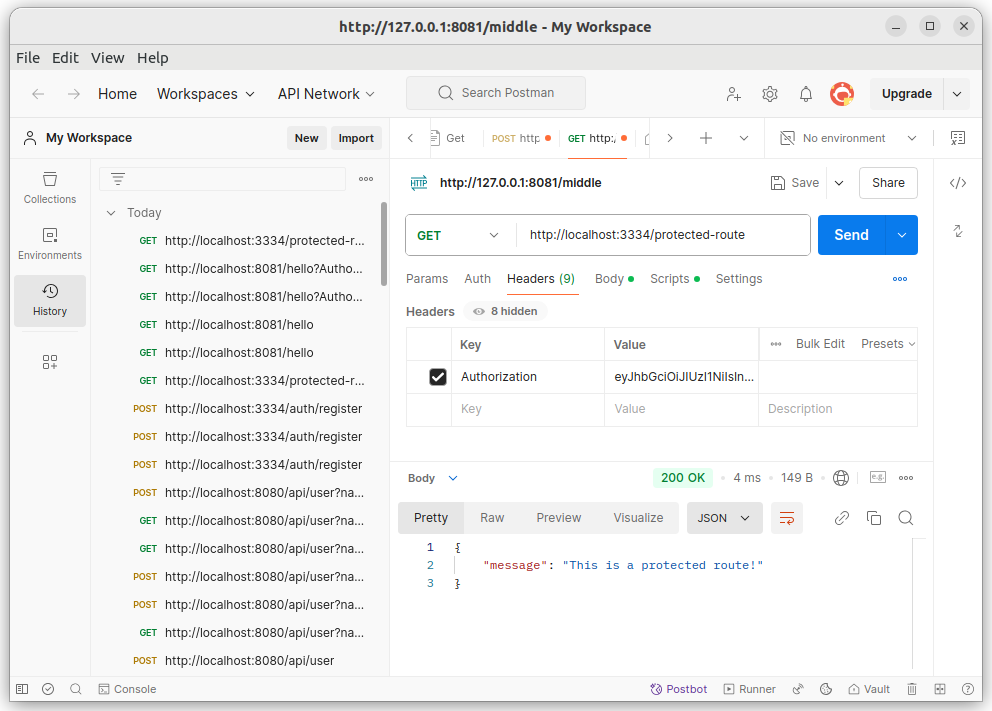 http://127.0.0.1:8081/middle - My Workspace
File Edit View Help
Home Workspaces API Network Search Postman Upgrade
My Workspace New Import
Get POST http GET http:, No environment
Collections
Environments
History
Today
GET http://localhost:3334/protected-r...
GET http://localhost:8081/hello?Autho...
GET http://localhost:8081/hello?Autho...
GET http://localhost:8081/hello
GET http://localhost:8081/hello
GET http://localhost:3334/protected-r...
POST http://localhost:3334/auth/register
POST http://localhost:3334/auth/register
POST http://localhost:3334/auth/register
POST http://localhost:8080/api/user?na...
GET http://localhost:8080/api/user?na...
GET http://localhost:8080/api/user?na...
POST http://localhost:8080/api/user?na...
POST http://localhost:8080/api/user?na...
GET http://localhost:8080/api/user?na...
POST http://localhost:8080/api/user
HTTP http://127.0.0.1:8081/middle Save Share
GET http://localhost:3334/protected-route Send
Params Auth Headers (9) Body Scripts Settings
Headers 8 hidden
Key Value Bulk Edit Presets
Authorization eyJhbGciOiJIUzI1NiIsIn...
Key Value Description
Body 200 OK 4 ms 149 B e.g.
Pretty Raw Preview Visualize JSON
1 {
2 "message": "This is a protected route!"
3 }
Console Postbot Runner Vault